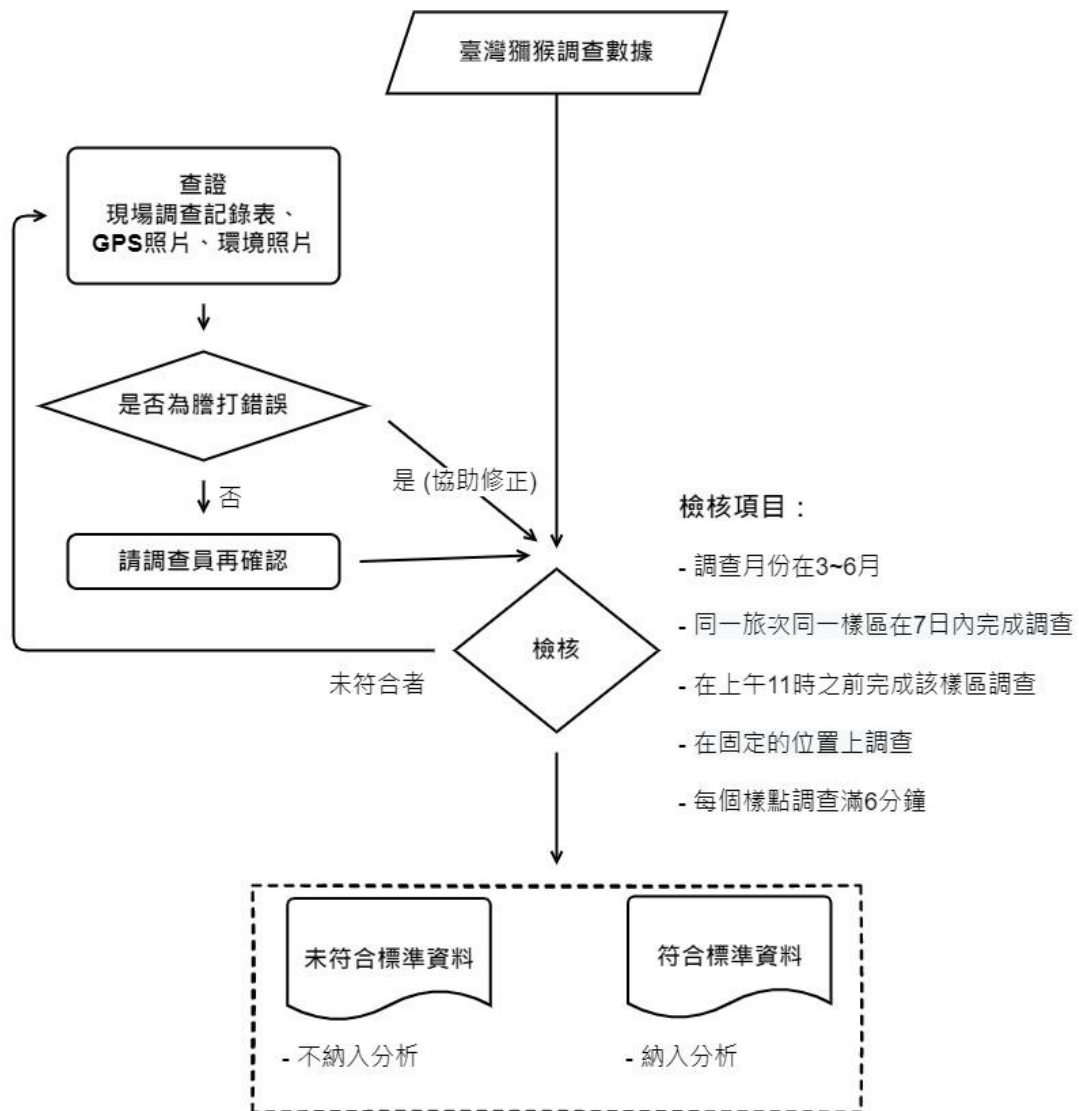 臺灣獼猴調查數據
查證
現場調查記錄表、
GPS照片、環境照片
是否為謄打錯誤
是 (協助修正)
否
請調查員再確認
檢核
未符合者
檢核項目：
- 調查月份在3~6月
- 同一旅次同一樣區在7日內完成調查
- 在上午11時之前完成該樣區調查
- 在固定的位置上調查
- 每個樣點調查滿6分鐘
未符合標準資料
符合標準資料
- 不納入分析
- 納入分析